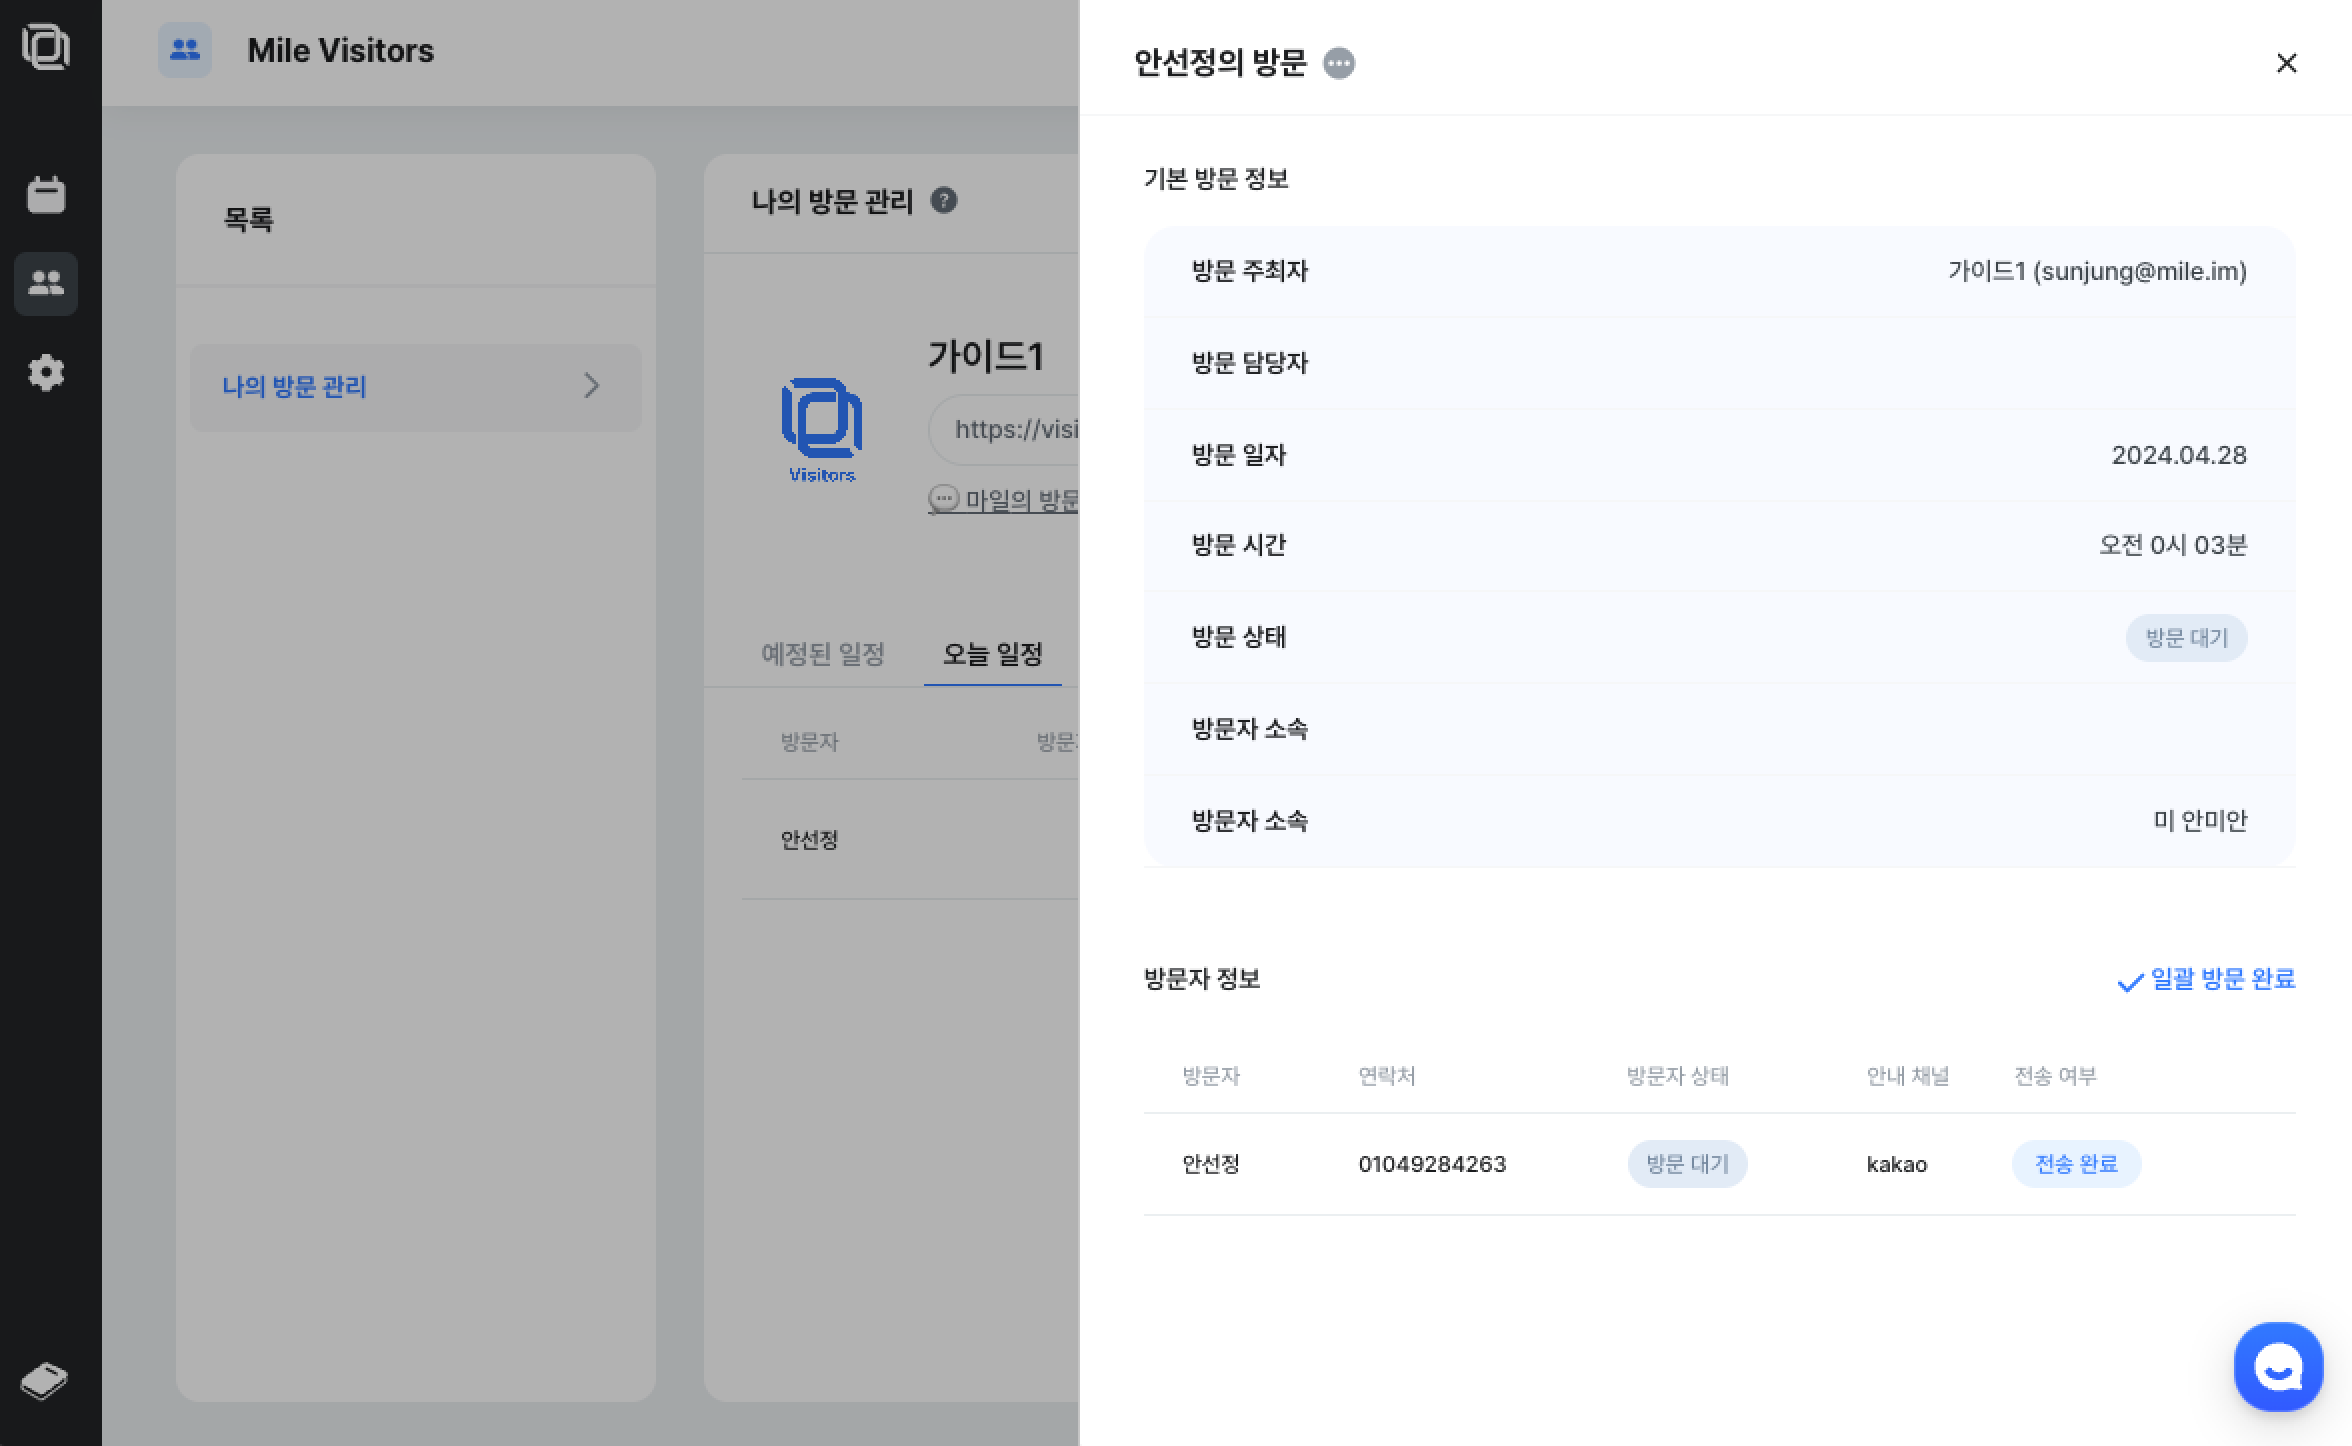 Mile Visitors
목록
나의 방문 관리
나의 방문 관리 ?
Visitors
가이드1
https://visi
마일의 방문
예정된 일정 오늘 일정
방문자 방문
안선정
안선정의 방문
기본 방문 정보
방문 주최자 가이드1 (sunjung@mile.im)
방문 담당자
방문 일자 2024.04.28
방문 시간 오전 0시 03분
방문 상태 방문 대기
방문자 소속
방문자 소속 미 안미안
방문자 정보 일괄 방문 완료
방문자 연락처 방문자 상태 안내 채널 전송 여부
안선정 01049284263 방문 대기 kakao 전송 완료